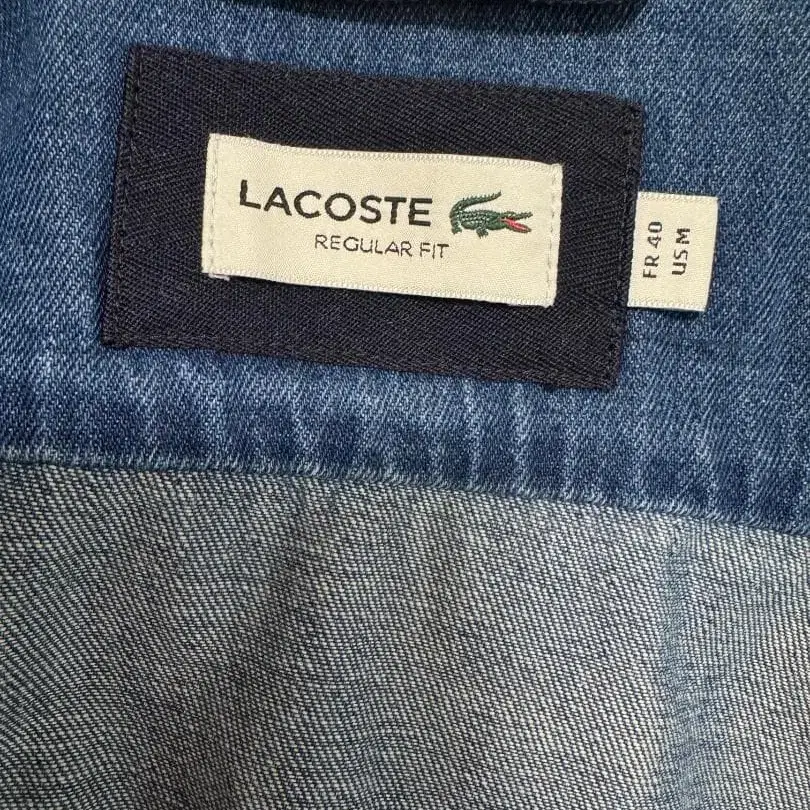 LACOSTE
REGULAR FIT
FR 40
US M